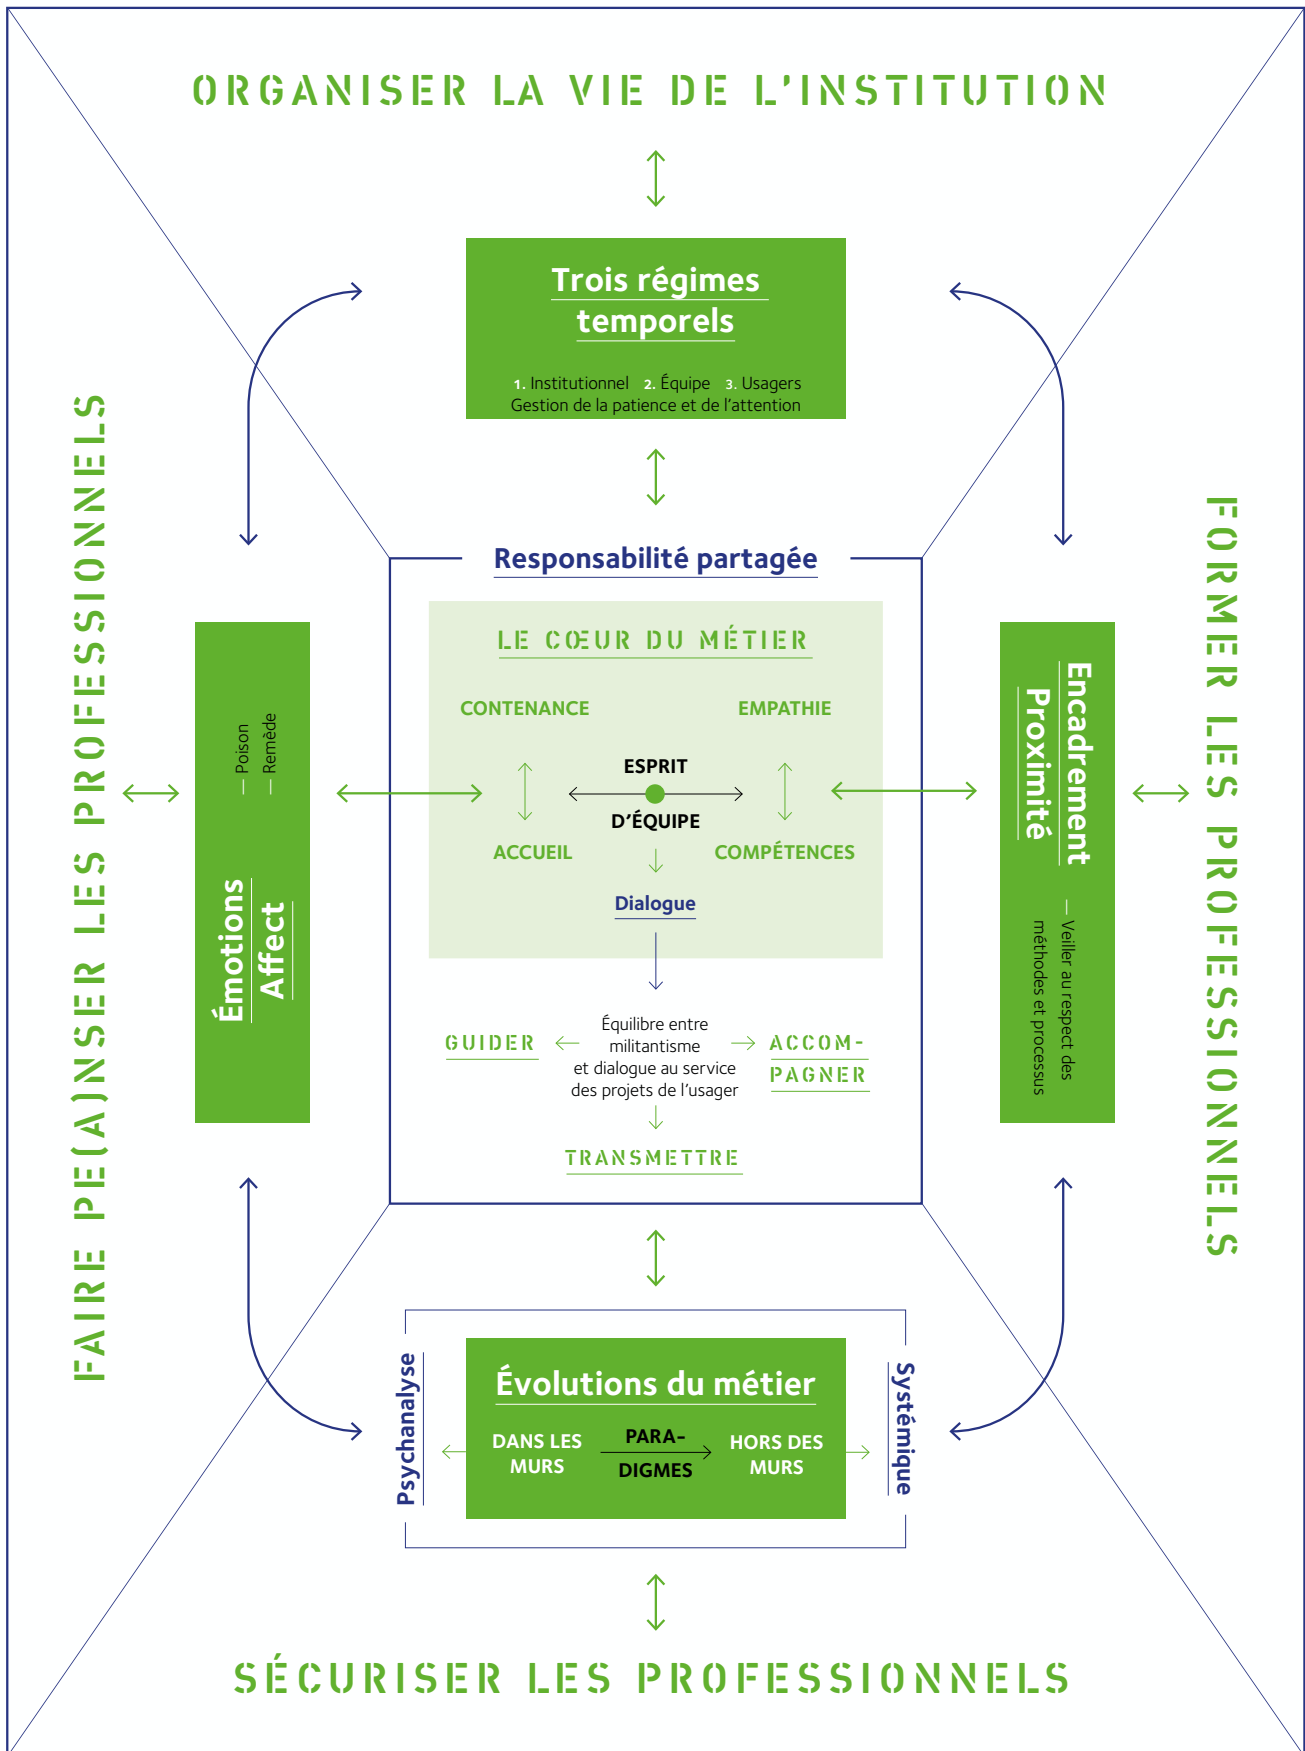 ORGANISER LA VIE DE L'INSTITUTION
Trois régimes
temporels
1. Institutionnel 2. Équipe 3. Usagers
Gestion de la patience et de l'attention
FAIRE PE(A)NSER LES PROFESSIONNELS
Émotions
Affect
— Poison
— Remède
Responsabilité partagée
LE CŒUR DU MÉTIER
CONTENANCE
EMPATHIE
ESPRIT
D'ÉQUIPE
ACCUEIL
COMPÉTENCES
Dialogue
Équilibre entre
militantisme
et dialogue au service
des projets de l'usager
GUIDER
ACCOM-
PAGNER
TRANSMETTRE
Encadrement
Proximité
— Veiller au respect des
méthodes et processus
FORMER LES PROFESSIONNELS
Psychanalyse
Évolutions du métier
DANS LES
MURS
PARA-
DIGMES
HORS DES
MURS
Systémique
SÉCURISER LES PROFESSIONNELS